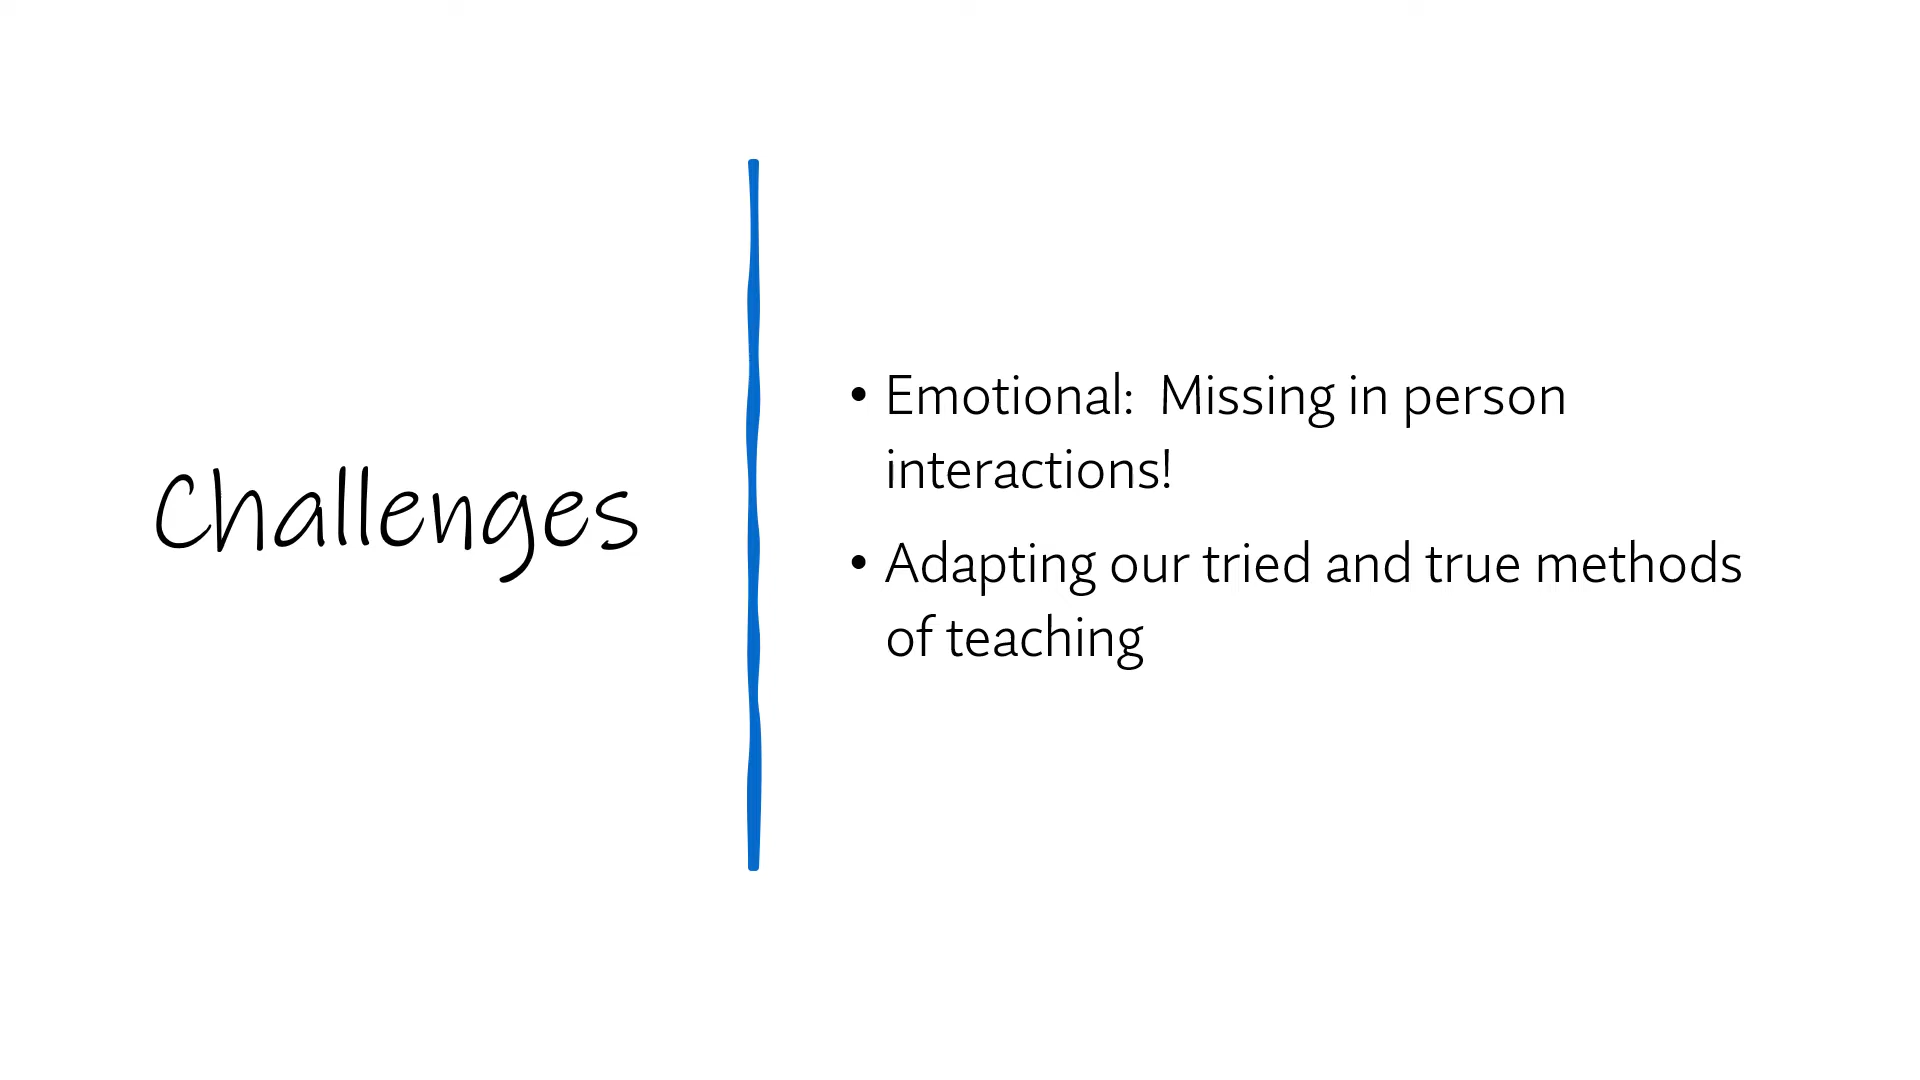 Challenges
• Emotional:  Missing in person
interactions!
• Adapting our tried and true methods
of teaching